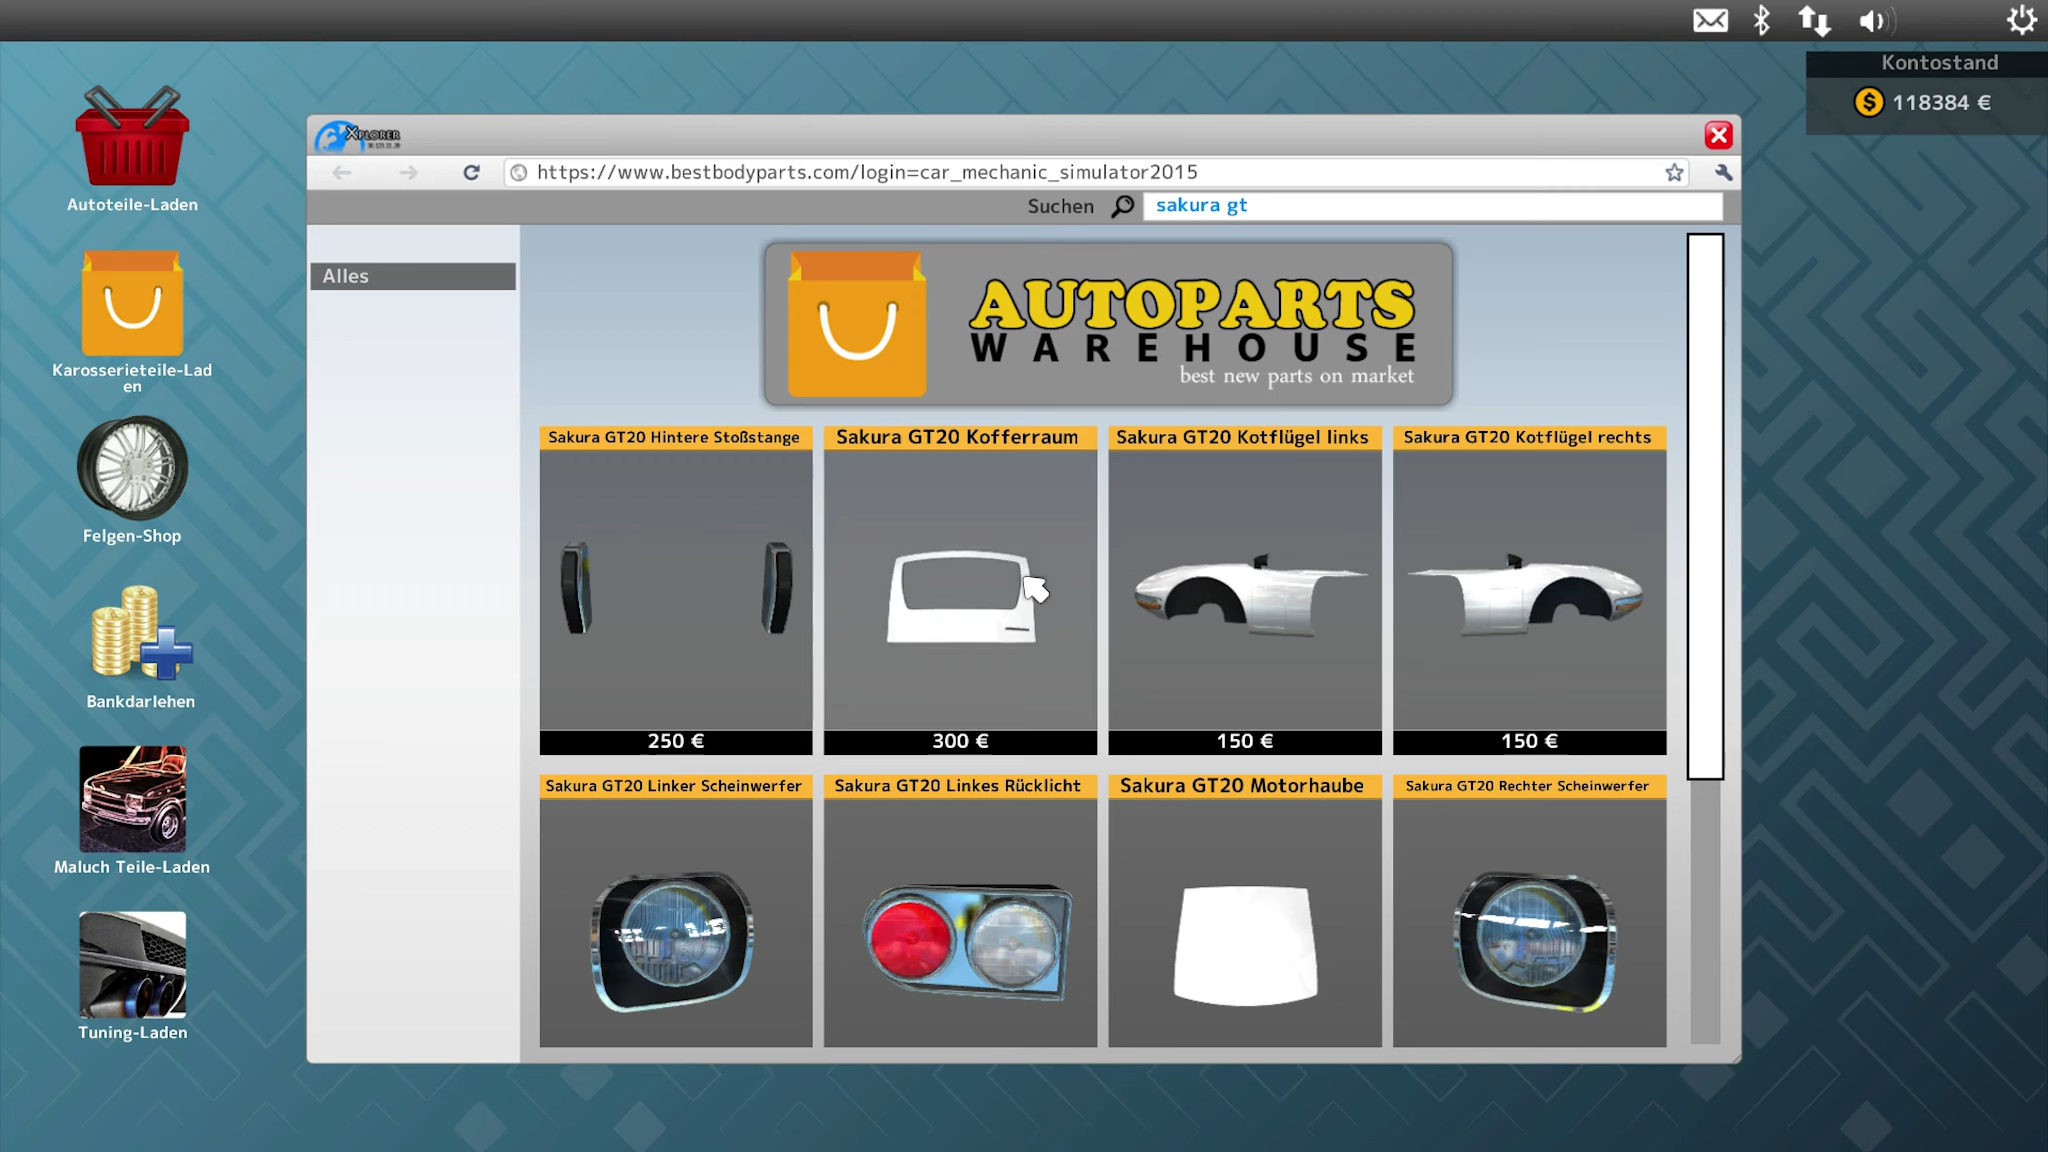 Kontostand
118384 €
Autoteile-Laden
Karosserieteile-Lad
en
Felgen-Shop
Bankdarlehen
Maluch Teile-Laden
Tuning-Laden
XPLORER
https://www.bestbodyparts.com/login=car_mechanic_simulator2015
Suchen
sakura gt
Alles
AUTOPARTS
WAREHOUSE
best new parts on market
Sakura GT20 Hintere Stoßstange
250 €
Sakura GT20 Kofferraum
300 €
Sakura GT20 Kotflügel links
150 €
Sakura GT20 Kotflügel rechts
150 €
Sakura GT20 Linker Scheinwerfer
Sakura GT20 Linkes Rücklicht
Sakura GT20 Motorhaube
Sakura GT20 Rechter Scheinwerfer